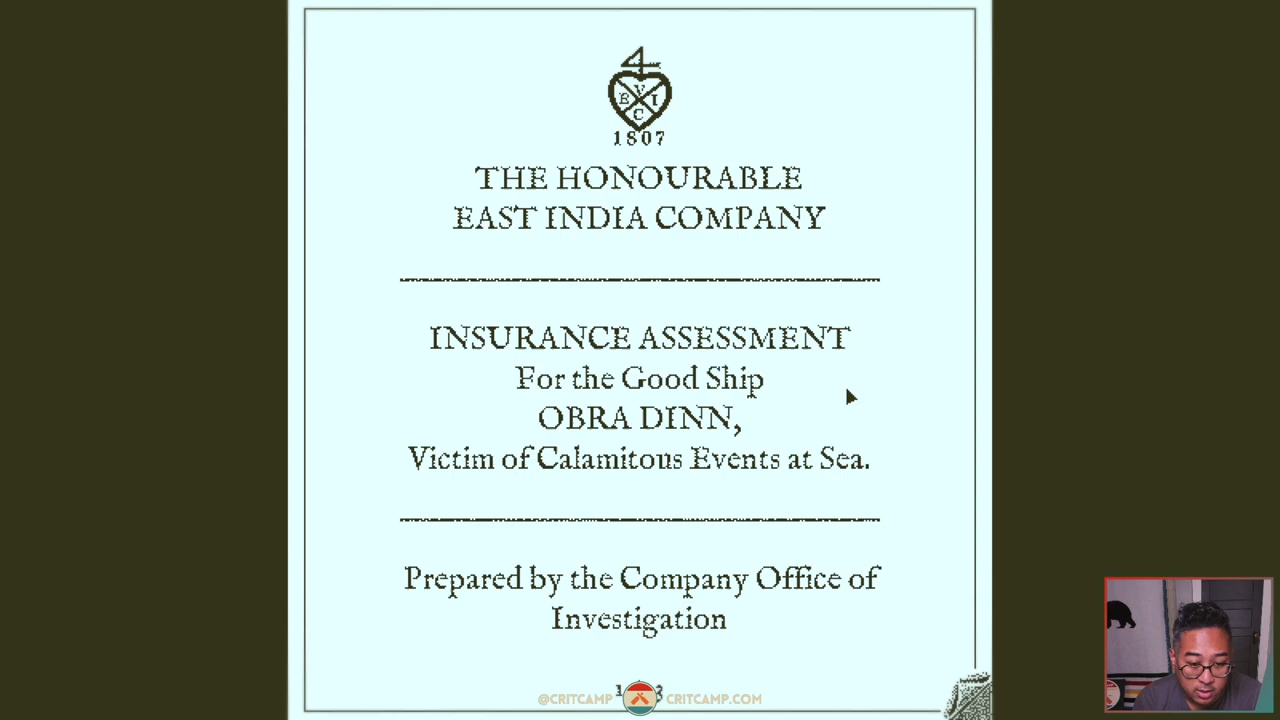 4
V
E I
C
1807
THE HONOURABLE
EAST INDIA COMPANY
INSURANCE ASSESSMENT
For the Good Ship
OBRA DINN,
Victim of Calamitous Events at Sea.
Prepared by the Company Office of
Investigation
@CRITCAMP CRITCAMP.COM